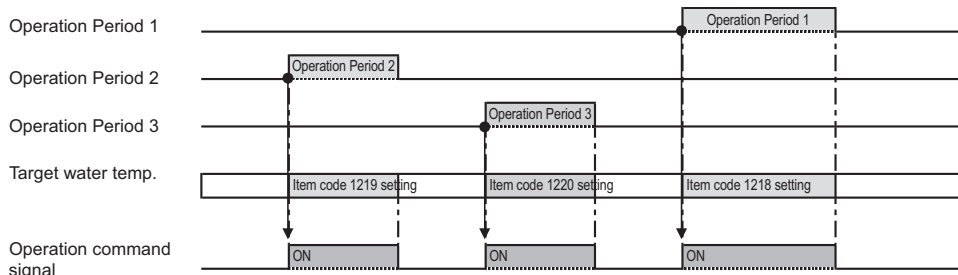 Operation Period 1
Operation Period 1
Operation Period 2
Operation Period 2
Operation Period 3
Operation Period 3
Target water temp.
Item code 1219 setting
Item code 1220 setting
Item code 1218 setting
Operation command
signal
ON
ON
ON